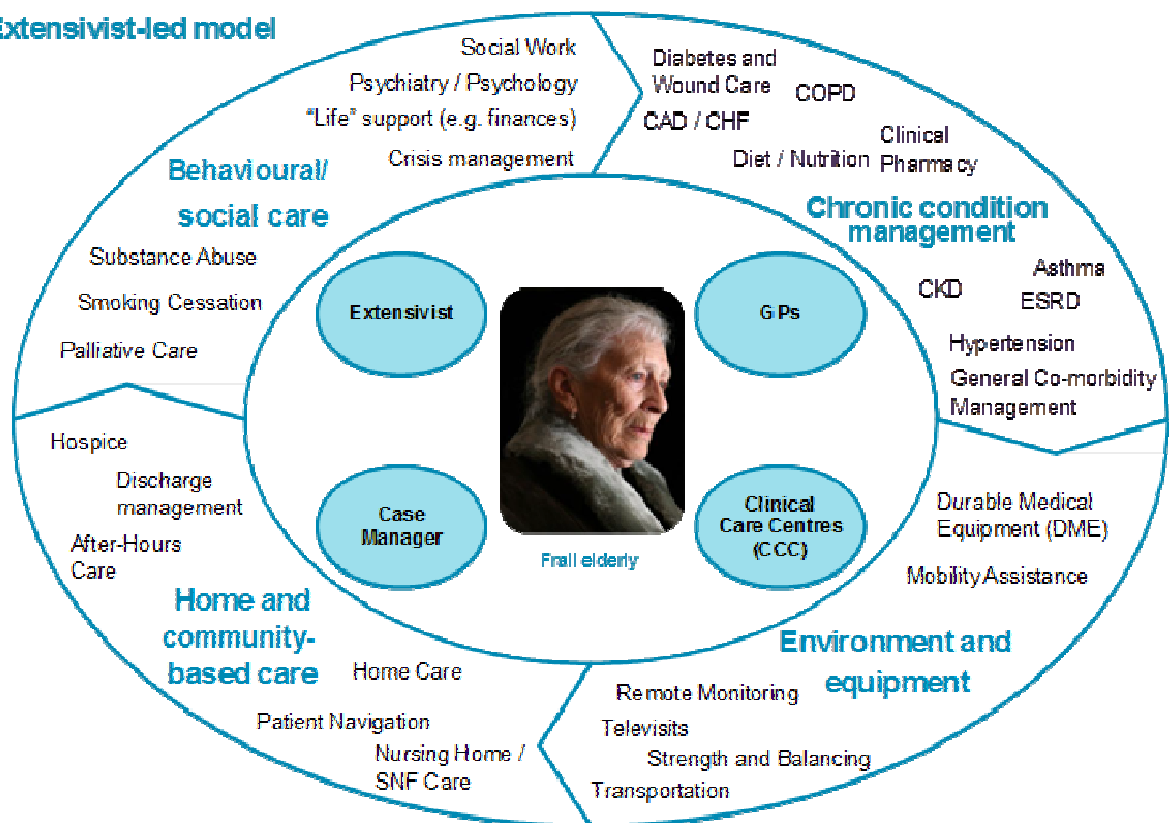 Extensivist-led model
Social Work
Psychiatry / Psychology
"Life" support (e.g. finances)
Crisis management
Behavioural/
social care
Substance Abuse
Smoking Cessation
Palliative Care
Diabetes and
Wound Care
COPD
CAD / CHF
Clinical
Pharmacy
Diet / Nutrition
Chronic condition
management
CKD
Asthma
ESRD
Hypertension
General Co-morbidity
Management
Extensivist
GPs
Case
Manager
Clinical
Care Centres
(CCC)
Frail elderly
Hospice
Discharge
management
After-Hours
Care
Home and
community-
based care
Home Care
Patient Navigation
Nursing Home /
SNF Care
Durable Medical
Equipment (DME)
Mobility Assistance
Environment and
equipment
Remote Monitoring
Televisits
Strength and Balancing
Transportation